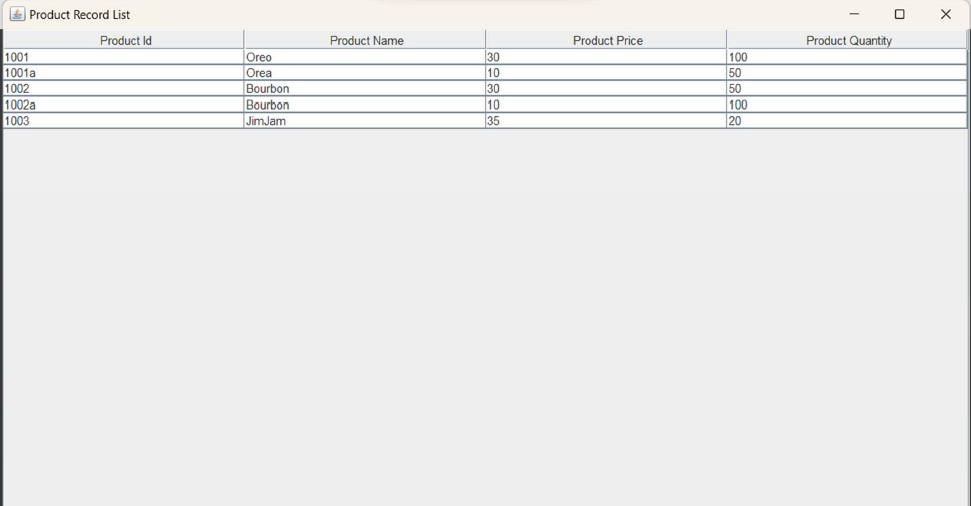 Product Record List
Product Id Product Name Product Price Product Quantity
1001 Oreo 30 100
1001a Orea 10 50
1002 Bourbon 30 50
1002a Bourbon 10 100
1003 JimJam 35 20